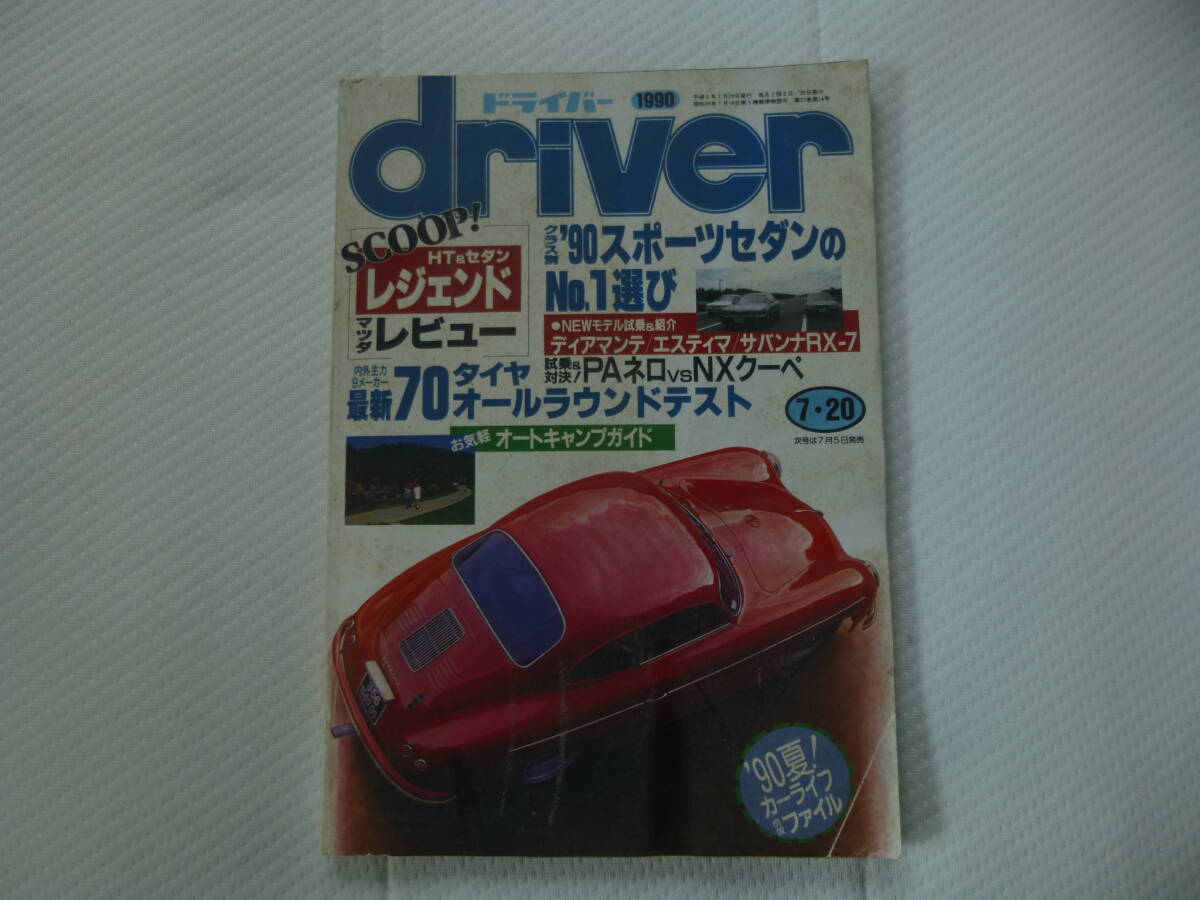 ドライバー
1990
driver
SCOOP!
HT&セダン
レジェンド
マツダ
レビュー
クラス別
'90スポーツセダンの
No.1選び
●NEWモデル試乗&紹介
ディアマンテ/エスティマ/サバンナRX-7
試乗&対決!
PAネロvsNXクーペ
内外主力
9メーカー
最新70タイヤ
オールラウンドテスト
7・20
次号は7月5日発売
お気軽 オートキャンプガイド
'90夏!
カーライフ
ファイル